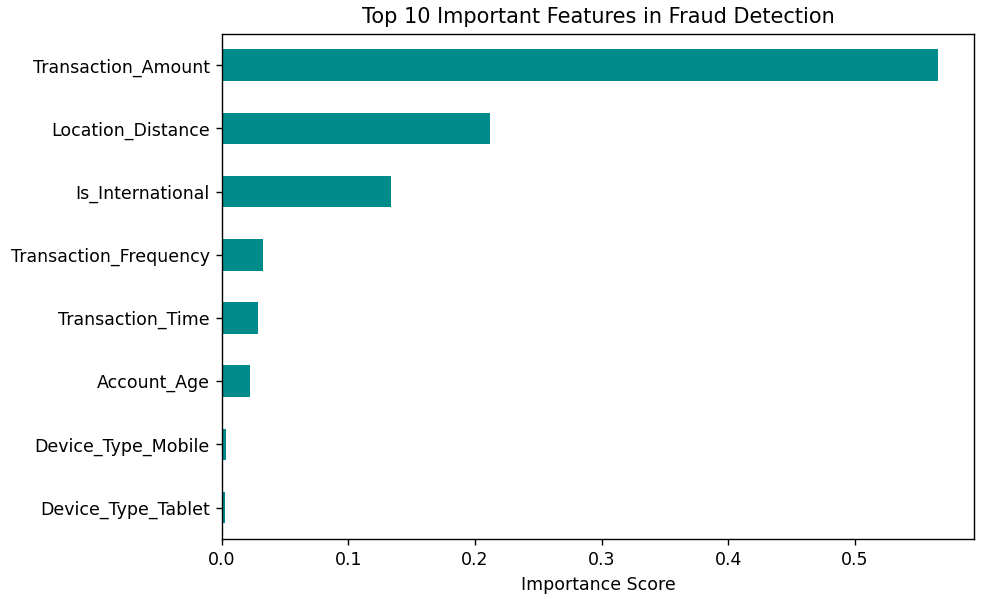 Top 10 Important Features in Fraud Detection
Transaction_Amount
Location_Distance
Is_International
Transaction_Frequency
Transaction_Time
Account_Age
Device_Type_Mobile
Device_Type_Tablet
0.0 0.1 0.2 0.3 0.4 0.5
Importance Score